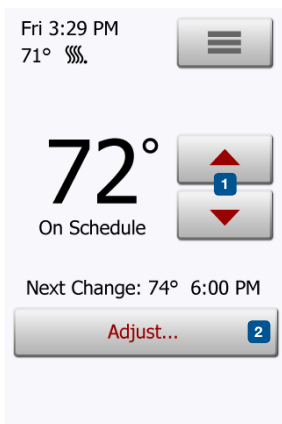 Fri 3:29 PM
71°
72°
1
On Schedule
Next Change: 74° 6:00 PM
Adjust... 2